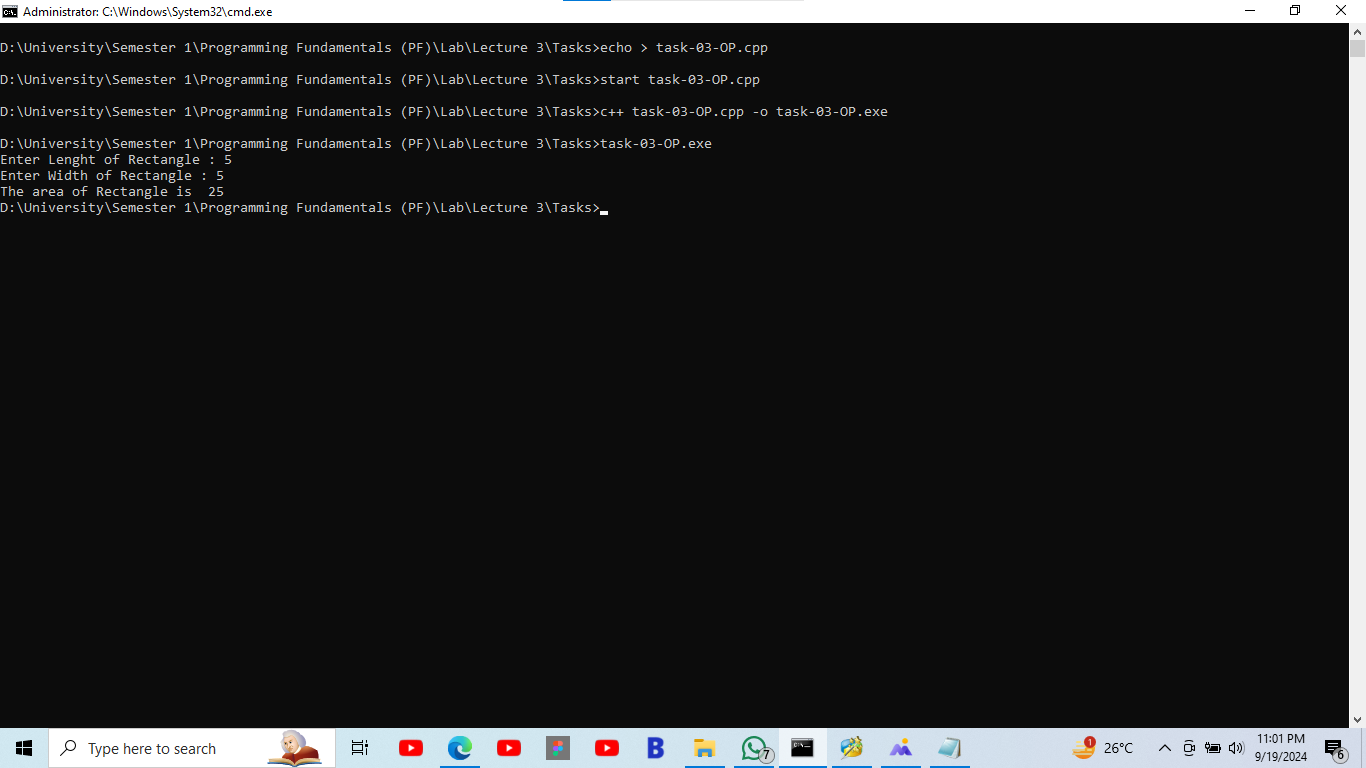 Administrator: C:\Windows\System32\cmd.exe
D:\University\Semester 1\Programming Fundamentals (PF)\Lab\Lecture 3\Tasks>echo > task-03-OP.cpp
D:\University\Semester 1\Programming Fundamentals (PF)\Lab\Lecture 3\Tasks>start task-03-OP.cpp
D:\University\Semester 1\Programming Fundamentals (PF)\Lab\Lecture 3\Tasks>c++ task-03-OP.cpp -o task-03-OP.exe
D:\University\Semester 1\Programming Fundamentals (PF)\Lab\Lecture 3\Tasks>task-03-OP.exe
Enter Lenght of Rectangle : 5
Enter Width of Rectangle : 5
The area of Rectangle is  25
D:\University\Semester 1\Programming Fundamentals (PF)\Lab\Lecture 3\Tasks>
Type here to search
B
7
C:\.
1
26°C
11:01 PM
9/19/2024
6